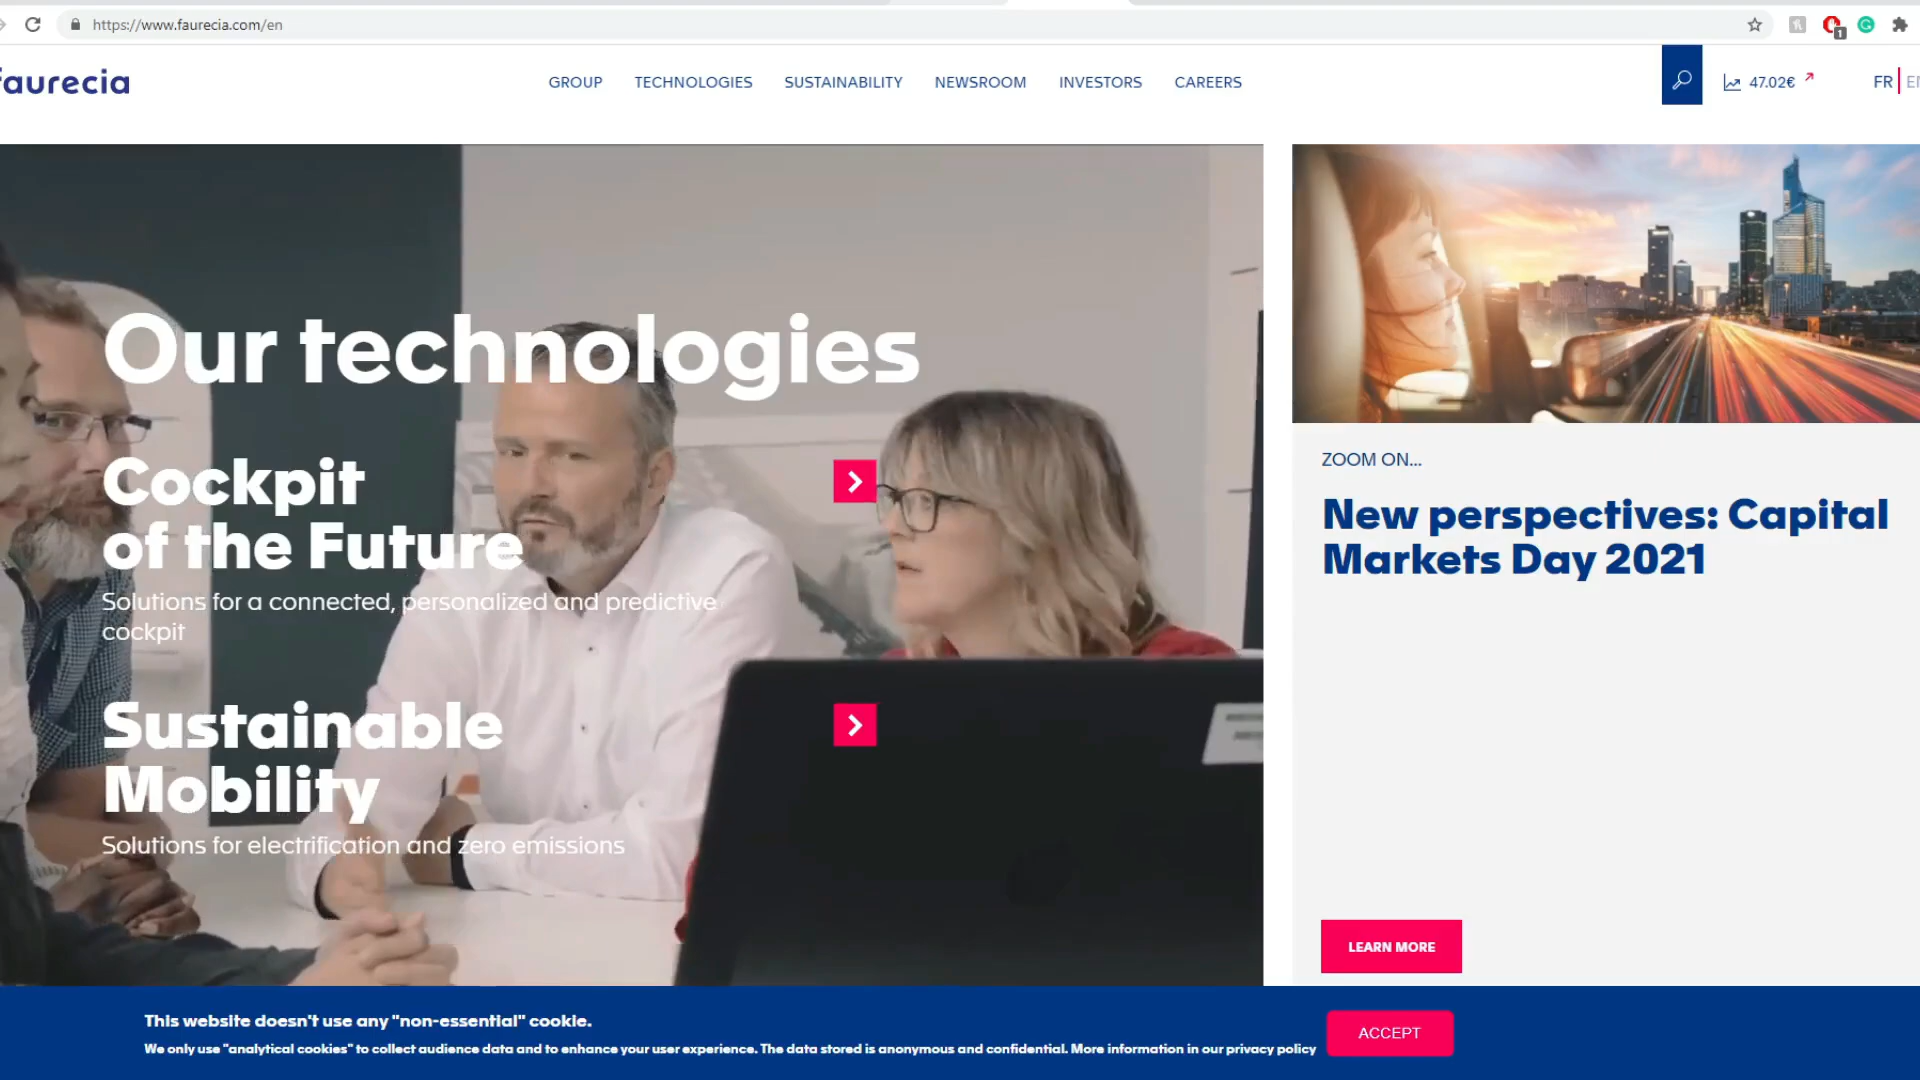 https://www.faurecia.com/en
faurecia
GROUP TECHNOLOGIES SUSTAINABILITY NEWSROOM INVESTORS CAREERS
47.02€
FR EN
Our technologies
Cockpit
of the Future
Solutions for a connected, personalized and predictive
cockpit
Sustainable
Mobility
Solutions for electrification and zero emissions
ZOOM ON...
New perspectives: Capital
Markets Day 2021
LEARN MORE
This website doesn't use any "non-essential" cookie.
We only use "analytical cookies" to collect audience data and to enhance your user experience. The data stored is anonymous and confidential. More information in our privacy policy
ACCEPT
1